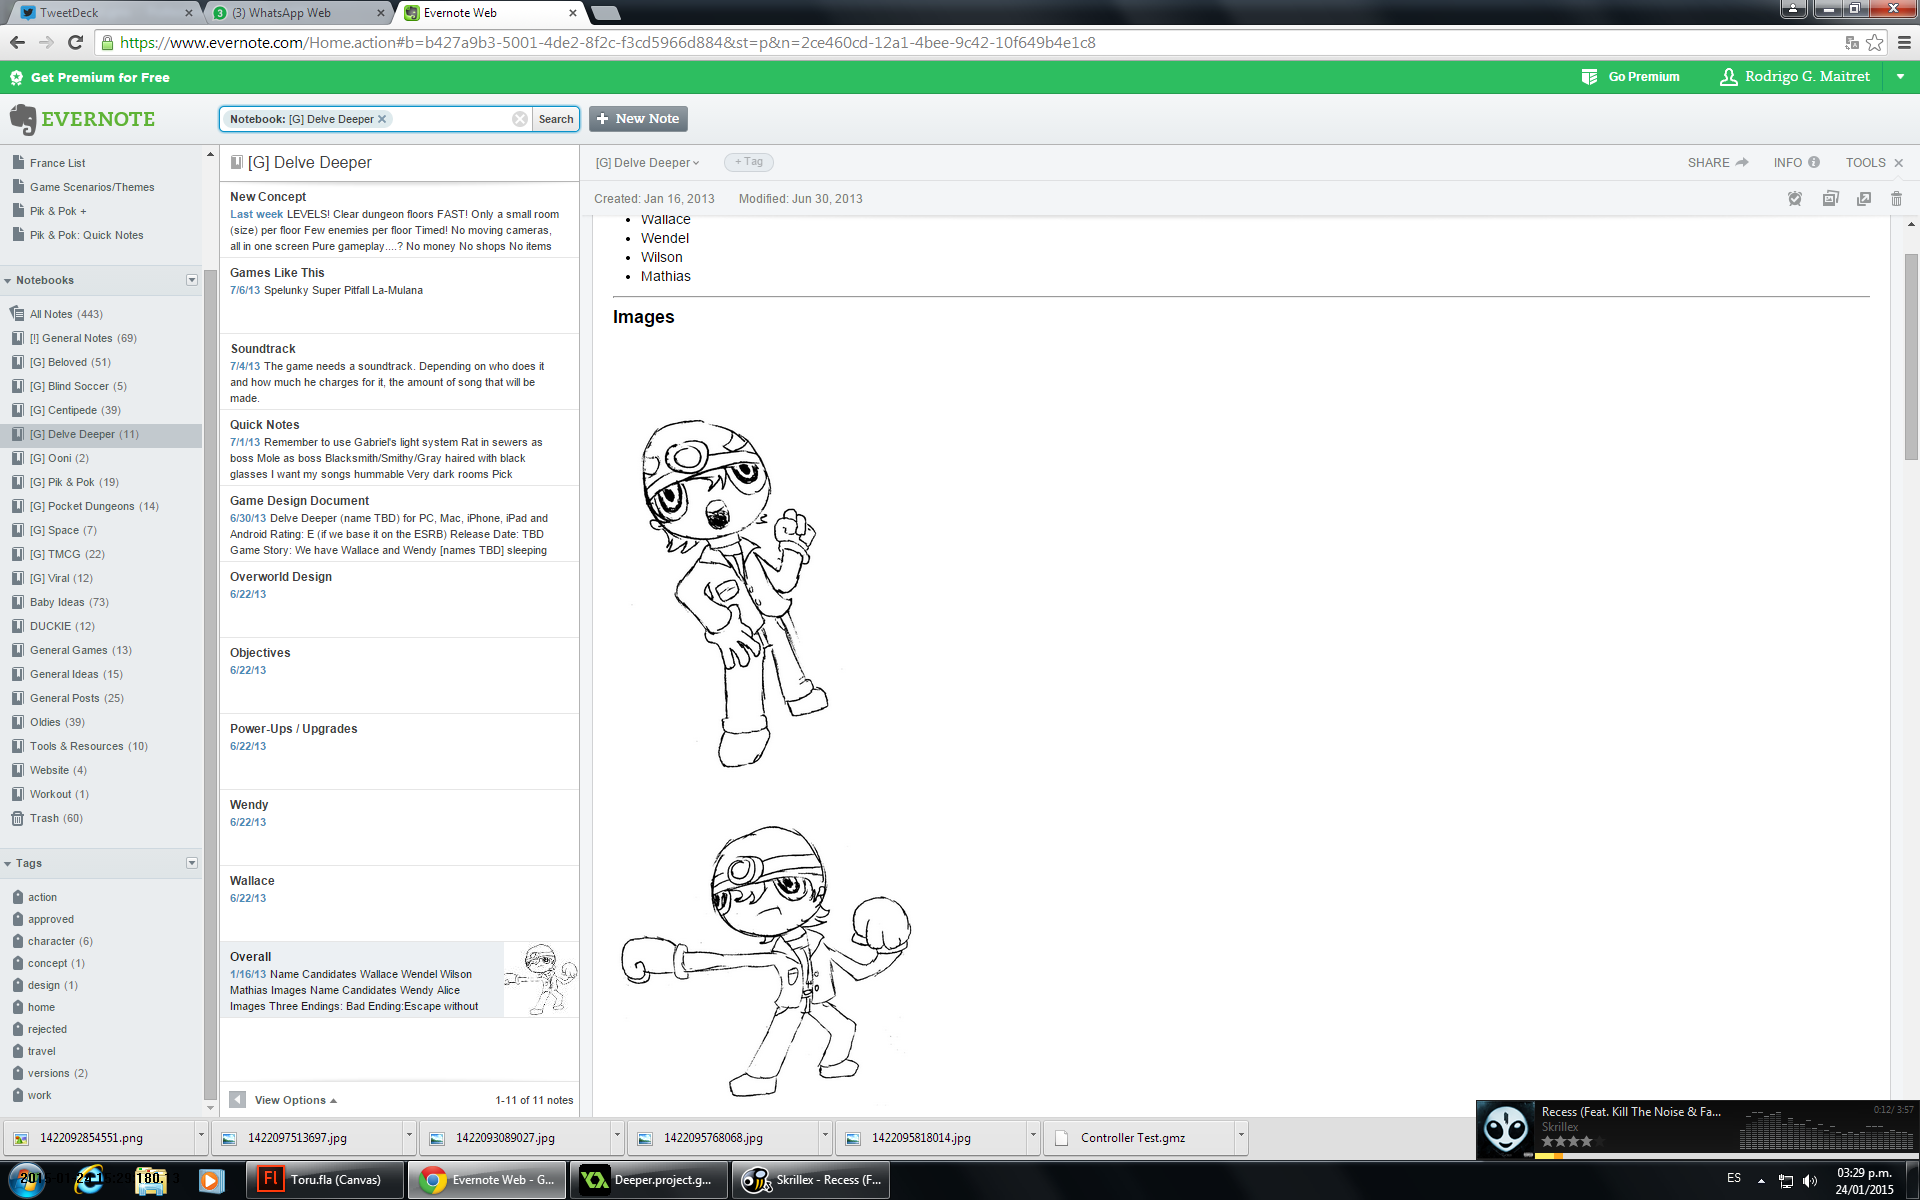 TweetDeck
(3) WhatsApp Web
Evernote Web
https://www.evernote.com/Home.action#b=b427a9b3-5001-4de2-8f2c-f3cd5966d884&st=p&n=2ce460cd-12a1-4bee-9c42-10f649b4e1c8
Get Premium for Free
Go Premium
Rodrigo G. Maitret
EVERNOTE
Notebook: [G] Delve Deeper
Search
+ New Note
France List
Game Scenarios/Themes
Pik & Pok +
Pik & Pok: Quick Notes
Notebooks
All Notes (443)
[!] General Notes (69)
[G] Beloved (51)
[G] Blind Soccer (5)
[G] Centipede (39)
[G] Delve Deeper (11)
[G] Ooni (2)
[G] Pik & Pok (19)
[G] Pocket Dungeons (14)
[G] Space (7)
[G] TMCG (22)
[G] Viral (12)
Baby Ideas (73)
DUCKIE (12)
General Games (13)
General Ideas (15)
General Posts (25)
Oldies (39)
Tools & Resources (10)
Website (4)
Workout (1)
Trash (60)
Tags
action
approved
character (6)
concept (1)
design (1)
home
rejected
travel
versions (2)
work
[G] Delve Deeper
New Concept
Last week LEVELS! Clear dungeon floors FAST! Only a small room
(size) per floor Few enemies per floor Timed! No moving cameras,
all in one screen Pure gameplay....? No money No shops No items
Games Like This
7/6/13 Spelunky Super Pitfall La-Mulana
Soundtrack
7/4/13 The game needs a soundtrack. Depending on who does it
and how much he charges for it, the amount of song that will be
made.
Quick Notes
7/1/13 Remember to use Gabriel's light system Rat in sewers as
boss Mole as boss Blacksmith/Smithy/Gray haired with black
glasses I want my songs hummable Very dark rooms Pick
Game Design Document
6/30/13 Delve Deeper (name TBD) for PC, Mac, iPhone, iPad and
Android Rating: E (if we base it on the ESRB) Release Date: TBD
Game Story: We have Wallace and Wendy [names TBD] sleeping
Overworld Design
6/22/13
Objectives
6/22/13
Power-Ups / Upgrades
6/22/13
Wendy
6/22/13
Wallace
6/22/13
Overall
1/16/13 Name Candidates Wallace Wendel Wilson
Mathias Images Name Candidates Wendy Alice
Images Three Endings: Bad Ending:Escape without
View Options
1-11 of 11 notes
[G] Delve Deeper
+ Tag
SHARE
INFO
TOOLS
Created: Jan 16, 2013
Modified: Jun 30, 2013
Wallace
Wendel
Wilson
Mathias
Images
1422092854551.png
1422097513697.jpg
1422093089027.jpg
1422095768068.jpg
1422095818014.jpg
Controller Test.gmz
Recess (Feat. Kill The Noise & Fa...
0:12/ 3:57
Skrillex
Toru.fla (Canvas)
Evernote Web - G...
Deeper.project.g...
Skrillex - Recess (F...
ES
03:29 p.m.
24/01/2015